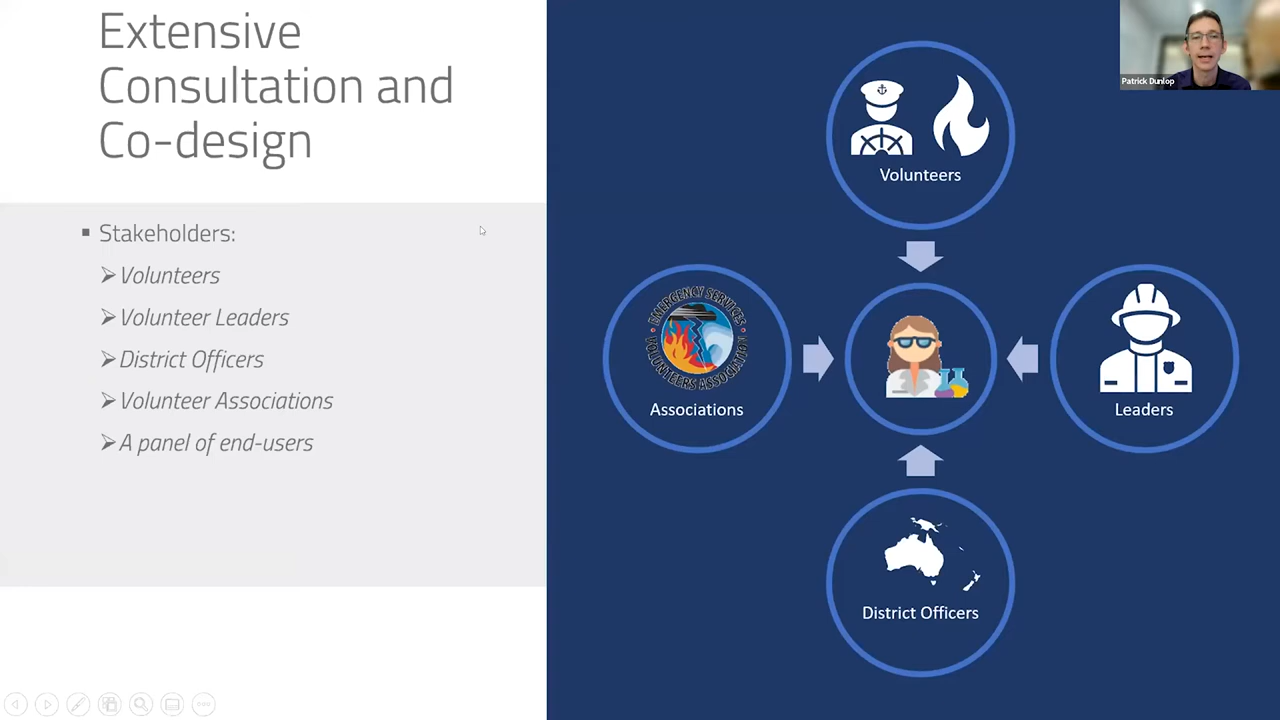 Extensive
Consultation and
Co-design
Stakeholders:
Volunteers
Volunteer Leaders
District Officers
Volunteer Associations
A panel of end-users
Volunteers
EMERGENCY SERVICES
VOLUNTEERS ASSOCIATION
Associations
Leaders
District Officers
Patrick Dunlop